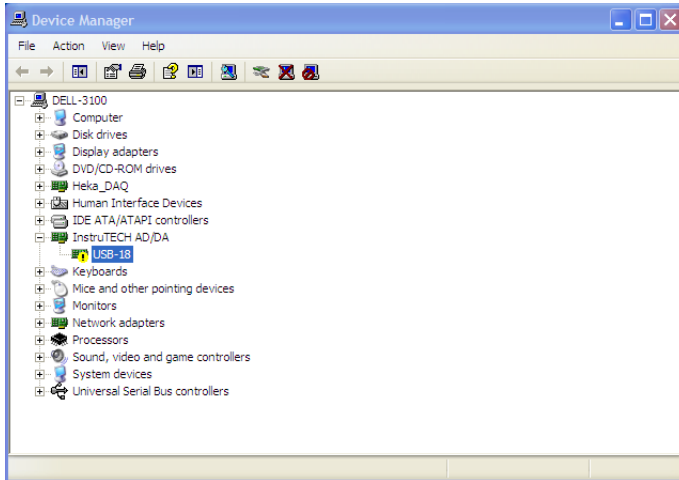 Device Manager
File Action View Help
DELL-3100
Computer
Disk drives
Display adapters
DVD/CD-ROM drives
Heka_DAQ
Human Interface Devices
IDE ATA/ATAPI controllers
InstruTECH AD/DA
USB-18
Keyboards
Mice and other pointing devices
Monitors
Network adapters
Processors
Sound, video and game controllers
System devices
Universal Serial Bus controllers